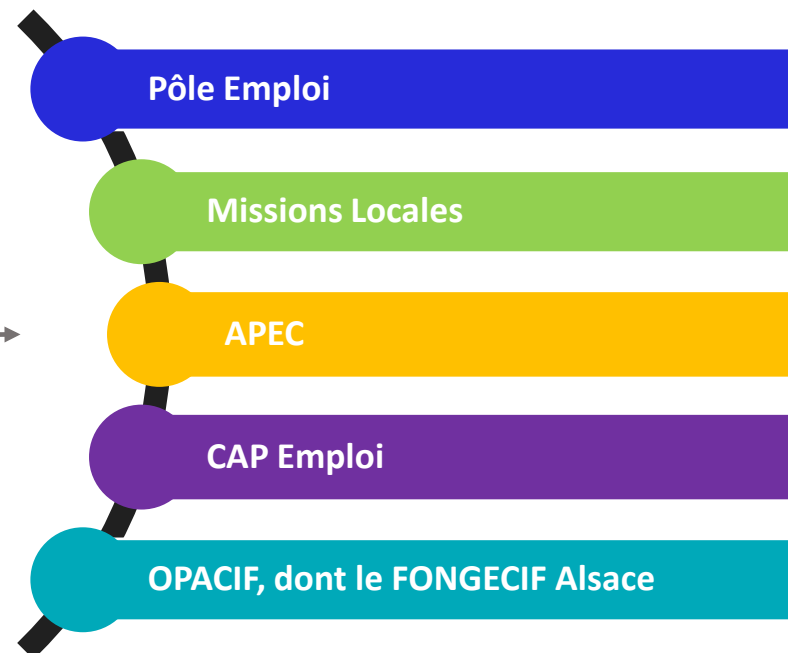 Pôle Emploi
Missions Locales
APEC
CAP Emploi
OPACIF, dont le FONGECIF Alsace